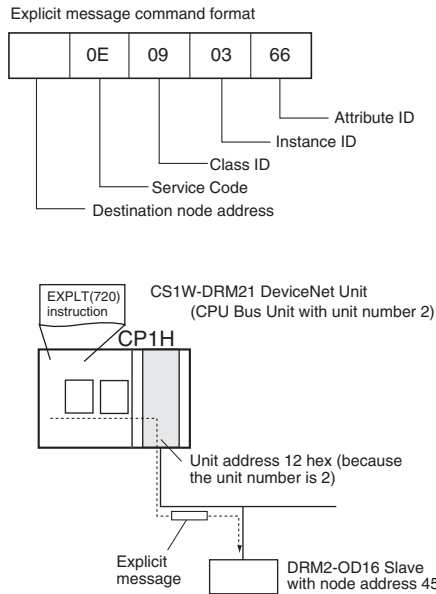 Explicit message command format
0E 09 03 66
Attribute ID
Instance ID
Class ID
Service Code
Destination node address
EXPLT(720)
instruction
CS1W-DRM21 DeviceNet Unit
(CPU Bus Unit with unit number 2)
CP1H
Unit address 12 hex (because
the unit number is 2)
Explicit
message
DRM2-OD16 Slave
with node address 45